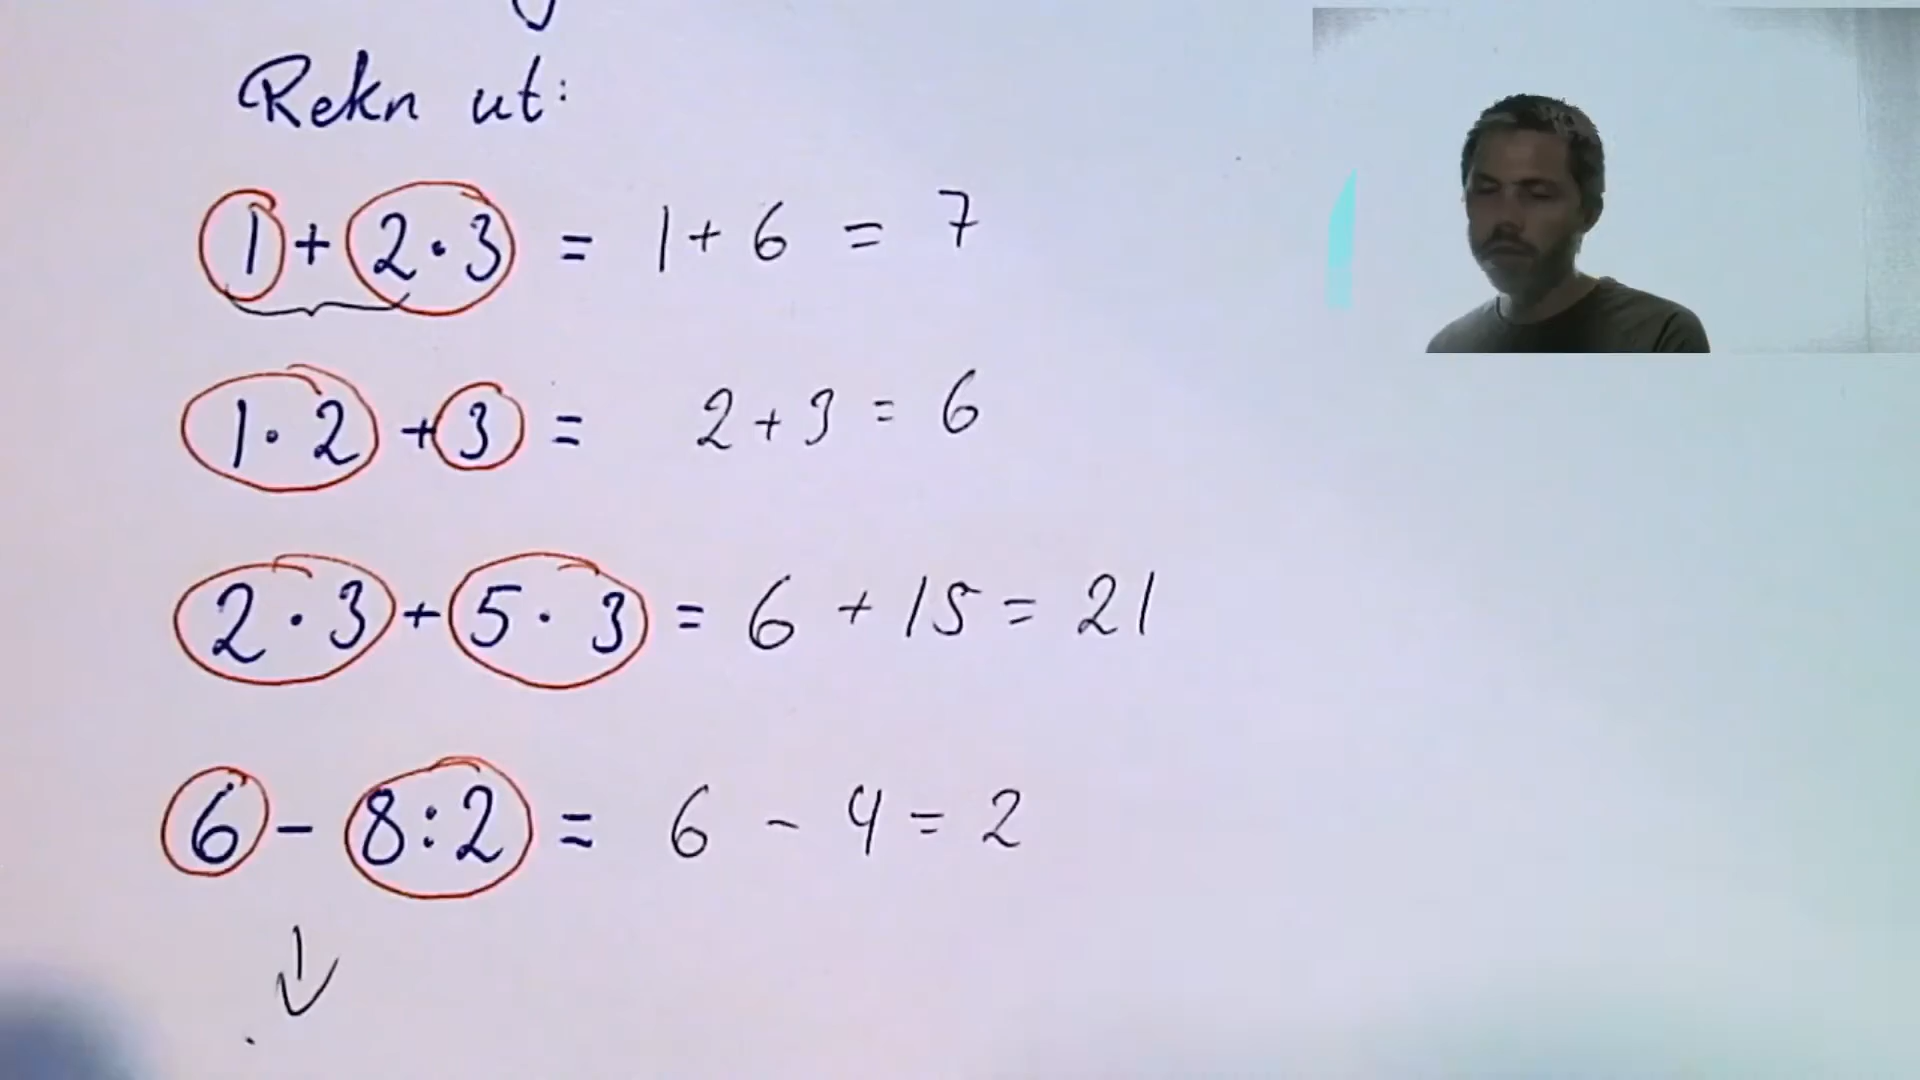 Rekn ut:
1 + 2 · 3 = 1 + 6 = 7
1 · 2 + 3 = 2 + 3 = 6
2 · 3 + 5 · 3 = 6 + 15 = 21
6 - 8 : 2 = 6 - 4 = 2